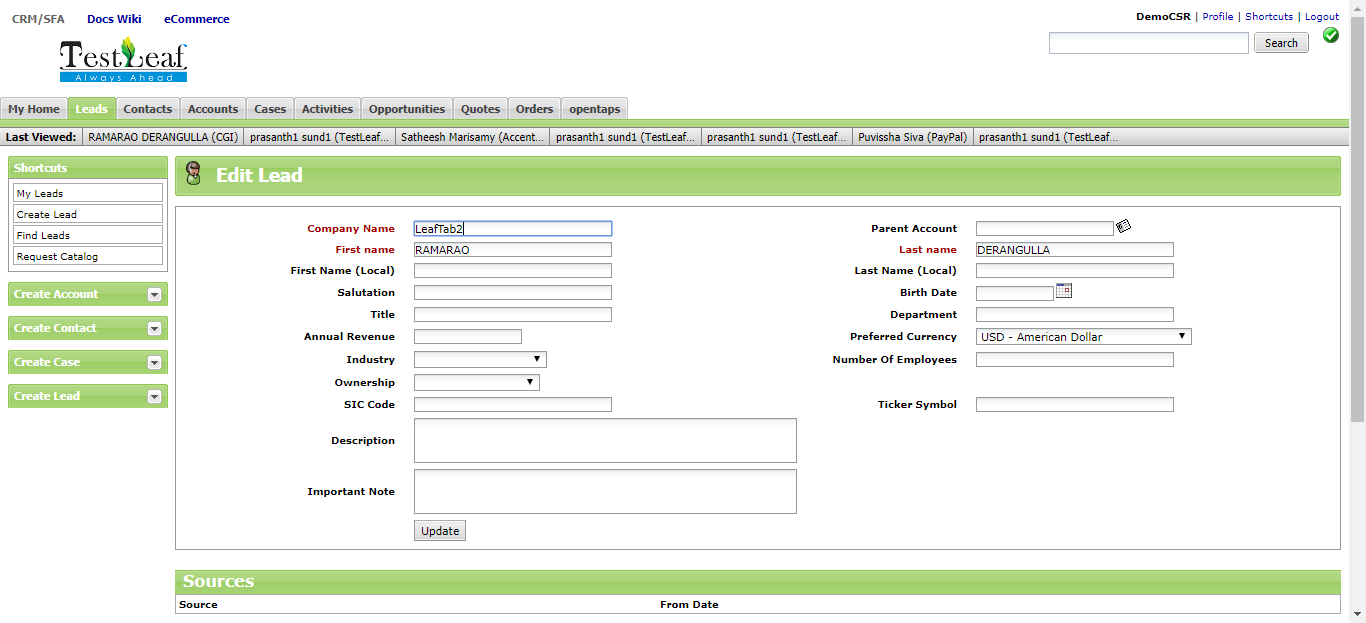 CRM/SFA Docs Wiki eCommerce
DemoCSR | Profile | Shortcuts | Logout
Search
TestLeaf
Always Ahead
My Home Leads Contacts Accounts Cases Activities Opportunities Quotes Orders opentaps
Last Viewed: RAMARAO DERANGULLA (CGI) prasanth1 sund1 (TestLeaf... Satheesh Marisamy (Accent... prasanth1 sund1 (TestLeaf... prasanth1 sund1 (TestLeaf... Puvissha Siva (PayPal) prasanth1 sund1 (TestLeaf...
Shortcuts
My Leads
Create Lead
Find Leads
Request Catalog
Create Account
Create Contact
Create Case
Create Lead
Edit Lead
Company Name LeafTab2 Parent Account
First name RAMARAO Last name DERANGULLA
First Name (Local) Last Name (Local)
Salutation Birth Date
Title Department
Annual Revenue Preferred Currency USD - American Dollar
Industry Number Of Employees
Ownership
SIC Code Ticker Symbol
Description
Important Note
Update
Sources
Source From Date